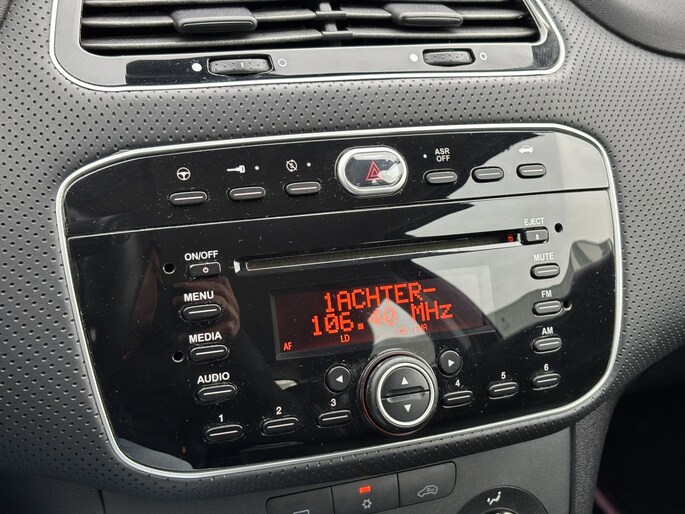 ASR
OFF
EJECT
ON/OFF
MUTE
MENU
1ACHTER-
106.40 MHz
FM
MEDIA
AF
LD
AM
AUDIO
1
2
3
4
5
6